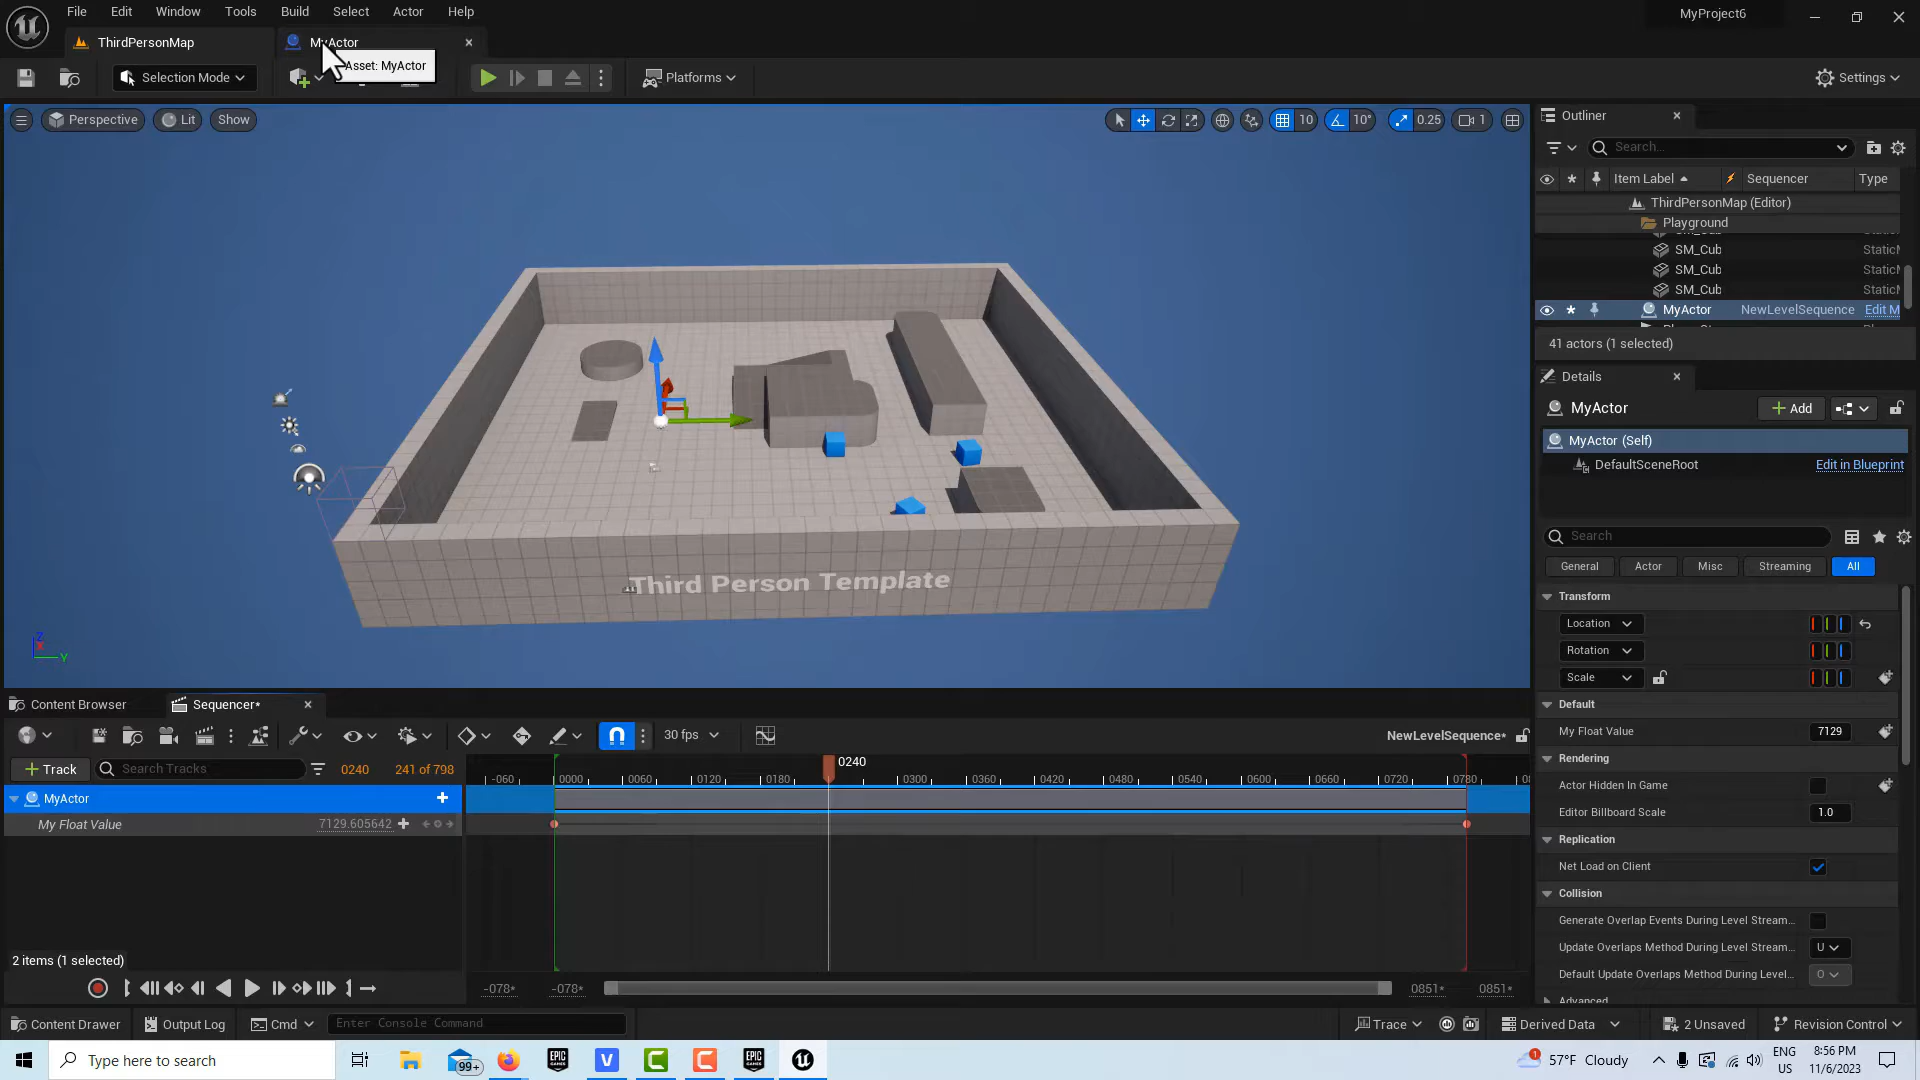 File Edit Window Tools Build Select Actor Help
MyProject6
ThirdPersonMap
MyActor
Asset: MyActor
Selection Mode
Platforms
Settings
Perspective
Lit
Show
10
10°
0.25
1
Third Person Template
Z
X
Y
Outliner
Search...
Item Label
Sequencer
Type
ThirdPersonMap (Editor)
Playground
SM_Cub StaticM
SM_Cub StaticM
SM_Cub StaticM
MyActor NewLevelSequence Edit M
41 actors (1 selected)
Details
MyActor
Add
MyActor (Self)
DefaultSceneRoot
Edit in Blueprint
Search
General
Actor
Misc
Streaming
All
Transform
Location
Rotation
Scale
Default
My Float Value 7129
Rendering
Actor Hidden In Game
Editor Billboard Scale 1.0
Replication
Net Load on Client
Collision
Generate Overlap Events During Level Stream...
Update Overlaps Method During Level Stream... U
Default Update Overlaps Method During Level... O
Advanced
Content Browser
Sequencer*
30 fps
NewLevelSequence*
+ Track
Search Tracks
0240
241 of 798
0240
-060 0000 0060 0120 0180 0300 0360 0420 0480 0540 0600 0660 0720 0780
MyActor
My Float Value 7129.605642
2 items (1 selected)
-078* -078* 0851* 0851*
Content Drawer
Output Log
Cmd
Enter Console Command
Trace
Derived Data
2 Unsaved
Revision Control
Type here to search
99+
EPIC GAMES
V
C
C
EPIC GAMES
1
57°F Cloudy
ENG
US
8:56 PM
11/6/2023